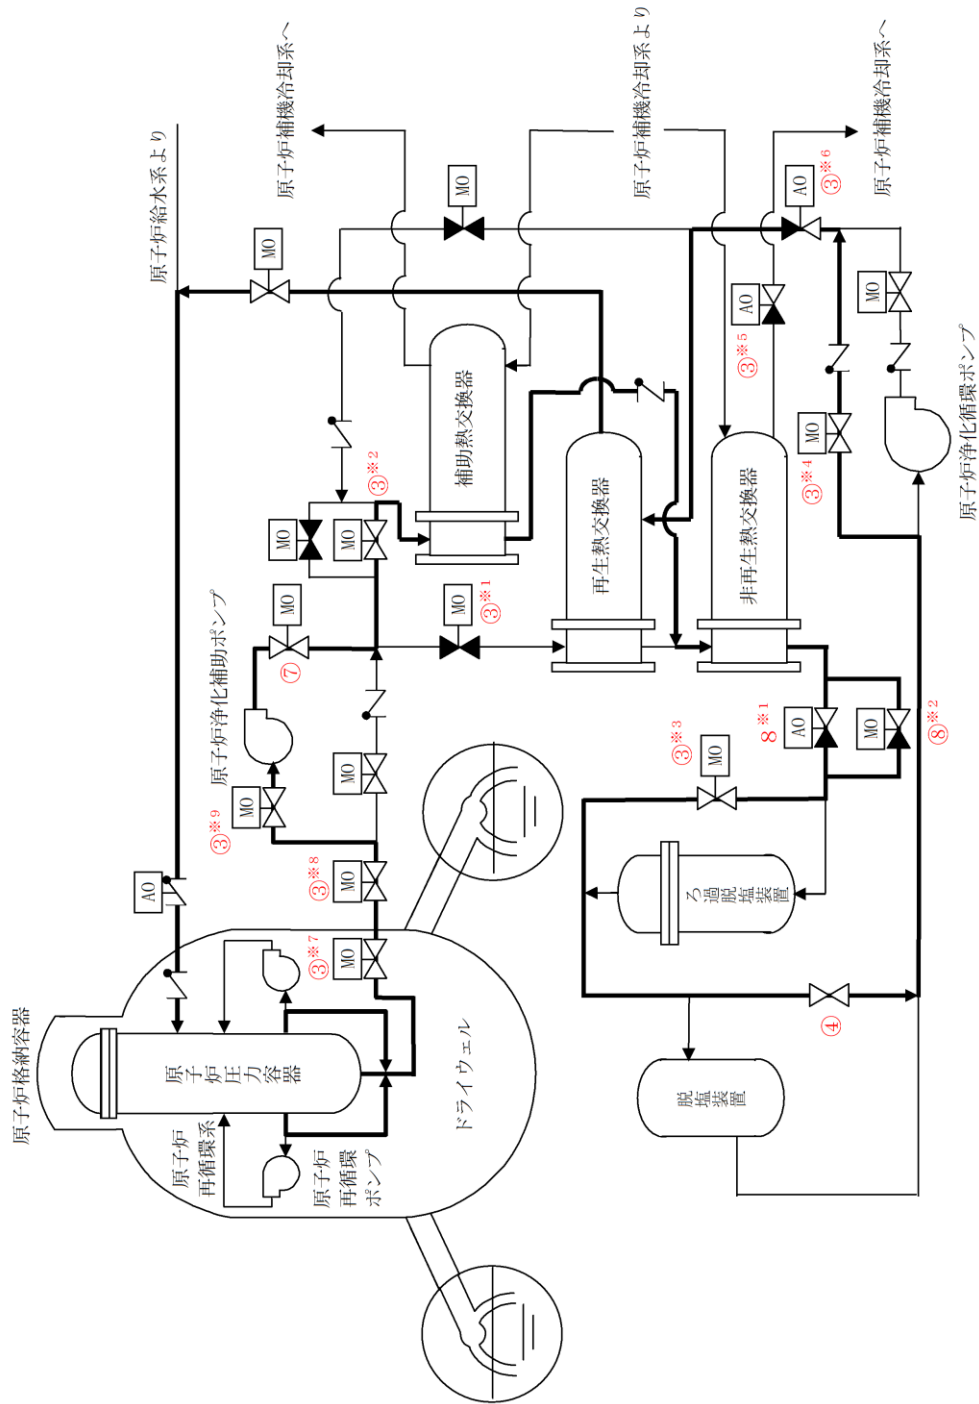 原子炉格納容器
AO
原子炉給水系より
原子炉
再循環系
原子炉圧力容器
③※9
MO
原子炉浄化補助ポンプ
MO
原子炉補機冷却系へ
⑦
MO
MO
原子炉
再循環
ポンプ
③※7
MO
③※8
MO
MO
MO
③※2
ドライウェル
MO
③※1
補助熱交換器
MO
再生熱交換器
原子炉補機冷却系より
脱塩装置
ろ過脱塩装置
③※3
MO
非再生熱交換器
③※5
AO
8※1
AO
AO
③※6
④
MO
③※4
MO
⑧※2
MO
原子炉補機冷却系へ
原子炉浄化循環ポンプ